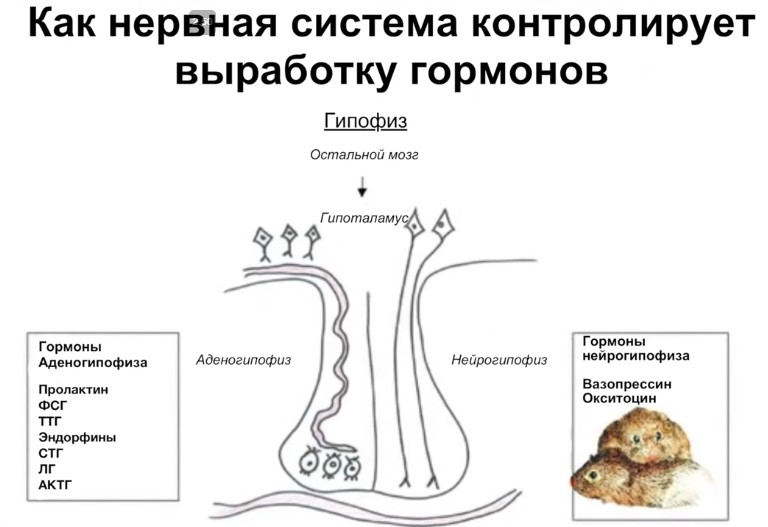 Как нервная система контролирует
выработку гормонов
Гипофиз
Остальной мозг
Гипоталамус
Гормоны
Аденогипофиза
Пролактин
ФСГ
ТТГ
Эндорфины
СТГ
ЛГ
АКТГ
Аденогипофиз
Нейрогипофиз
Гормоны
нейрогипофиза
Вазопрессин
Окситоцин